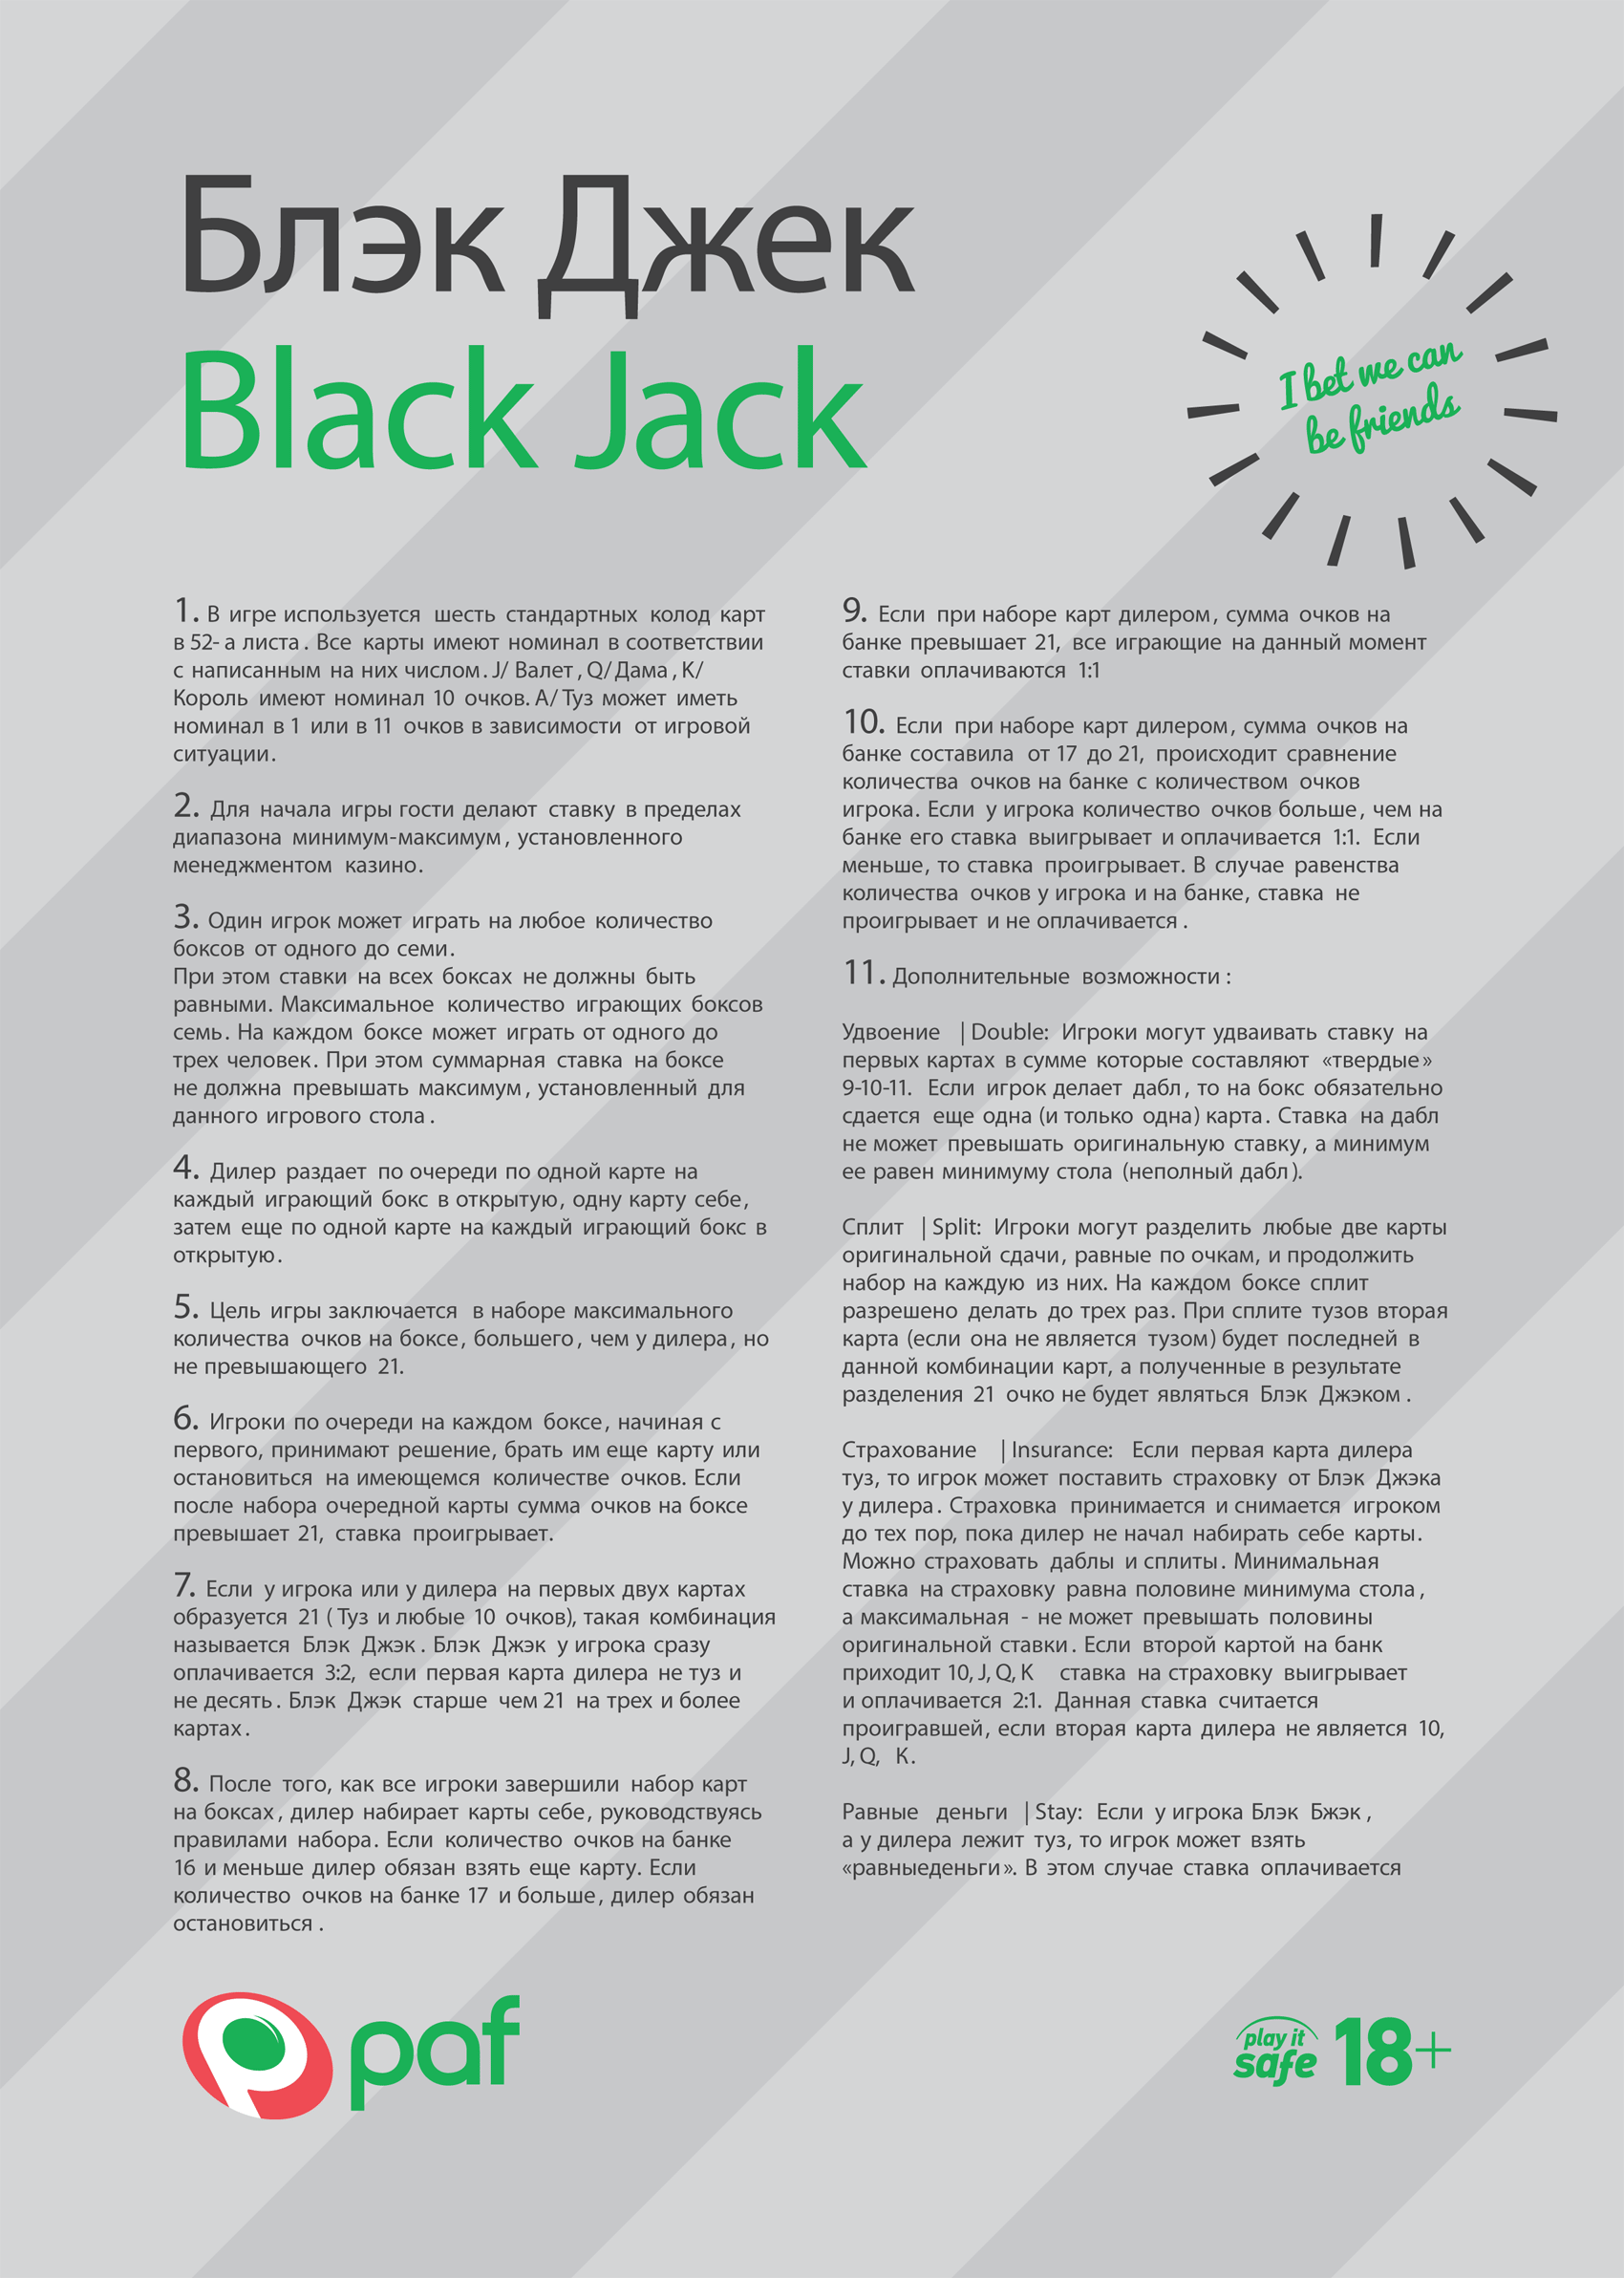 Блэк Джек
Black Jack
I bet we can
be friends
1. В игре используется шесть стандартных колод карт
в 52- а листа. Все карты имеют номинал в соответствии
с написанным на них числом. J/ Валет, Q/ Дама, K/
Король имеют номинал 10 очков. A/ Туз может иметь
номинал в 1 или в 11 очков в зависимости от игровой
ситуации.
2. Для начала игры гости делают ставку в пределах
диапазона минимум-максимум, установленного
менеджментом казино.
3. Один игрок может играть на любое количество
боксов от одного до семи.
При этом ставки на всех боксах не должны быть
равными. Максимальное количество играющих боксов
семь. На каждом боксе может играть от одного до
трех человек. При этом суммарная ставка на боксе
не должна превышать максимум, установленный для
данного игрового стола.
4. Дилер раздает по очереди по одной карте на
каждый играющий бокс в открытую, одну карту себе,
затем еще по одной карте на каждый играющий бокс в
открытую.
5. Цель игры заключается в наборе максимального
количества очков на боксе, большего, чем у дилера, но
не превышающего 21.
6. Игроки по очереди на каждом боксе, начиная с
первого, принимают решение, брать им еще карту или
остановиться на имеющемся количестве очков. Если
после набора очередной карты сумма очков на боксе
превышает 21, ставка проигрывает.
7. Если у игрока или у дилера на первых двух картах
образуется 21 ( Туз и любые 10 очков), такая комбинация
называется Блэк Джэк. Блэк Джэк у игрока сразу
оплачивается 3:2, если первая карта дилера не туз и
не десять. Блэк Джэк старше чем 21 на трех и более
картах.
8. После того, как все игроки завершили набор карт
на боксах, дилер набирает карты себе, руководствуясь
правилами набора. Если количество очков на банке
16 и меньше дилер обязан взять еще карту. Если
количество очков на банке 17 и больше, дилер обязан
остановиться.
9. Если при наборе карт дилером, сумма очков на
банке превышает 21, все играющие на данный момент
ставки оплачиваются 1:1
10. Если при наборе карт дилером, сумма очков на
банке составила от 17 до 21, происходит сравнение
количества очков на банке с количеством очков
игрока. Если у игрока количество очков больше, чем на
банке его ставка выигрывает и оплачивается 1:1. Если
меньше, то ставка проигрывает. В случае равенства
количества очков у игрока и на банке, ставка не
проигрывает и не оплачивается.
11. Дополнительные возможности :
Удвоение | Double: Игроки могут удваивать ставку на
первых картах в сумме которые составляют «твердые»
9-10-11. Если игрок делает дабл, то на бокс обязательно
сдается еще одна (и только одна) карта. Ставка на дабл
не может превышать оригинальную ставку, а минимум
ее равен минимуму стола (неполный дабл).
Сплит | Split: Игроки могут разделить любые две карты
оригинальной сдачи, равные по очкам, и продолжить
набор на каждую из них. На каждом боксе сплит
разрешено делать до трех раз. При сплите тузов вторая
карта (если она не является тузом) будет последней в
данной комбинации карт, а полученные в результате
разделения 21 очко не будет являться Блэк Джэком.
Страхование | Insurance: Если первая карта дилера
туз, то игрок может поставить страховку от Блэк Джэка
у дилера. Страховка принимается и снимается игроком
до тех пор, пока дилер не начал набирать себе карты.
Можно страховать даблы и сплиты. Минимальная
ставка на страховку равна половине минимума стола,
а максимальная - не может превышать половины
оригинальной ставки. Если второй картой на банк
приходит 10, J, Q, K ставка на страховку выигрывает
и оплачивается 2:1. Данная ставка считается
проигравшей, если вторая карта дилера не является 10,
J, Q, K.
Равные деньги | Stay: Если у игрока Блэк Бжэк,
а у дилера лежит туз, то игрок может взять
«равныеденьги». В этом случае ставка оплачивается
paf
play it
safe 18+